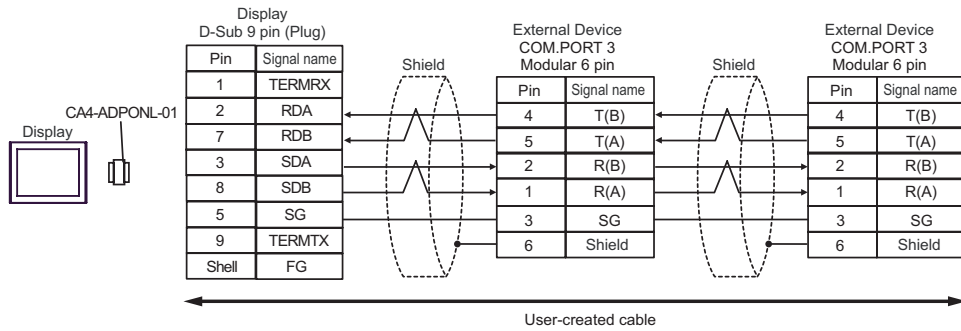 Display
D-Sub 9 pin (Plug)
Pin Signal name
1 TERMRX
2 RDA
7 RDB
3 SDA
8 SDB
5 SG
9 TERMTX
Shell FG
CA4-ADPONL-01
Display
Shield
External Device
COM.PORT 3
Modular 6 pin
Pin Signal name
4 T(B)
5 T(A)
2 R(B)
1 R(A)
3 SG
6 Shield
Shield
External Device
COM.PORT 3
Modular 6 pin
Pin Signal name
4 T(B)
5 T(A)
2 R(B)
1 R(A)
3 SG
6 Shield
User-created cable